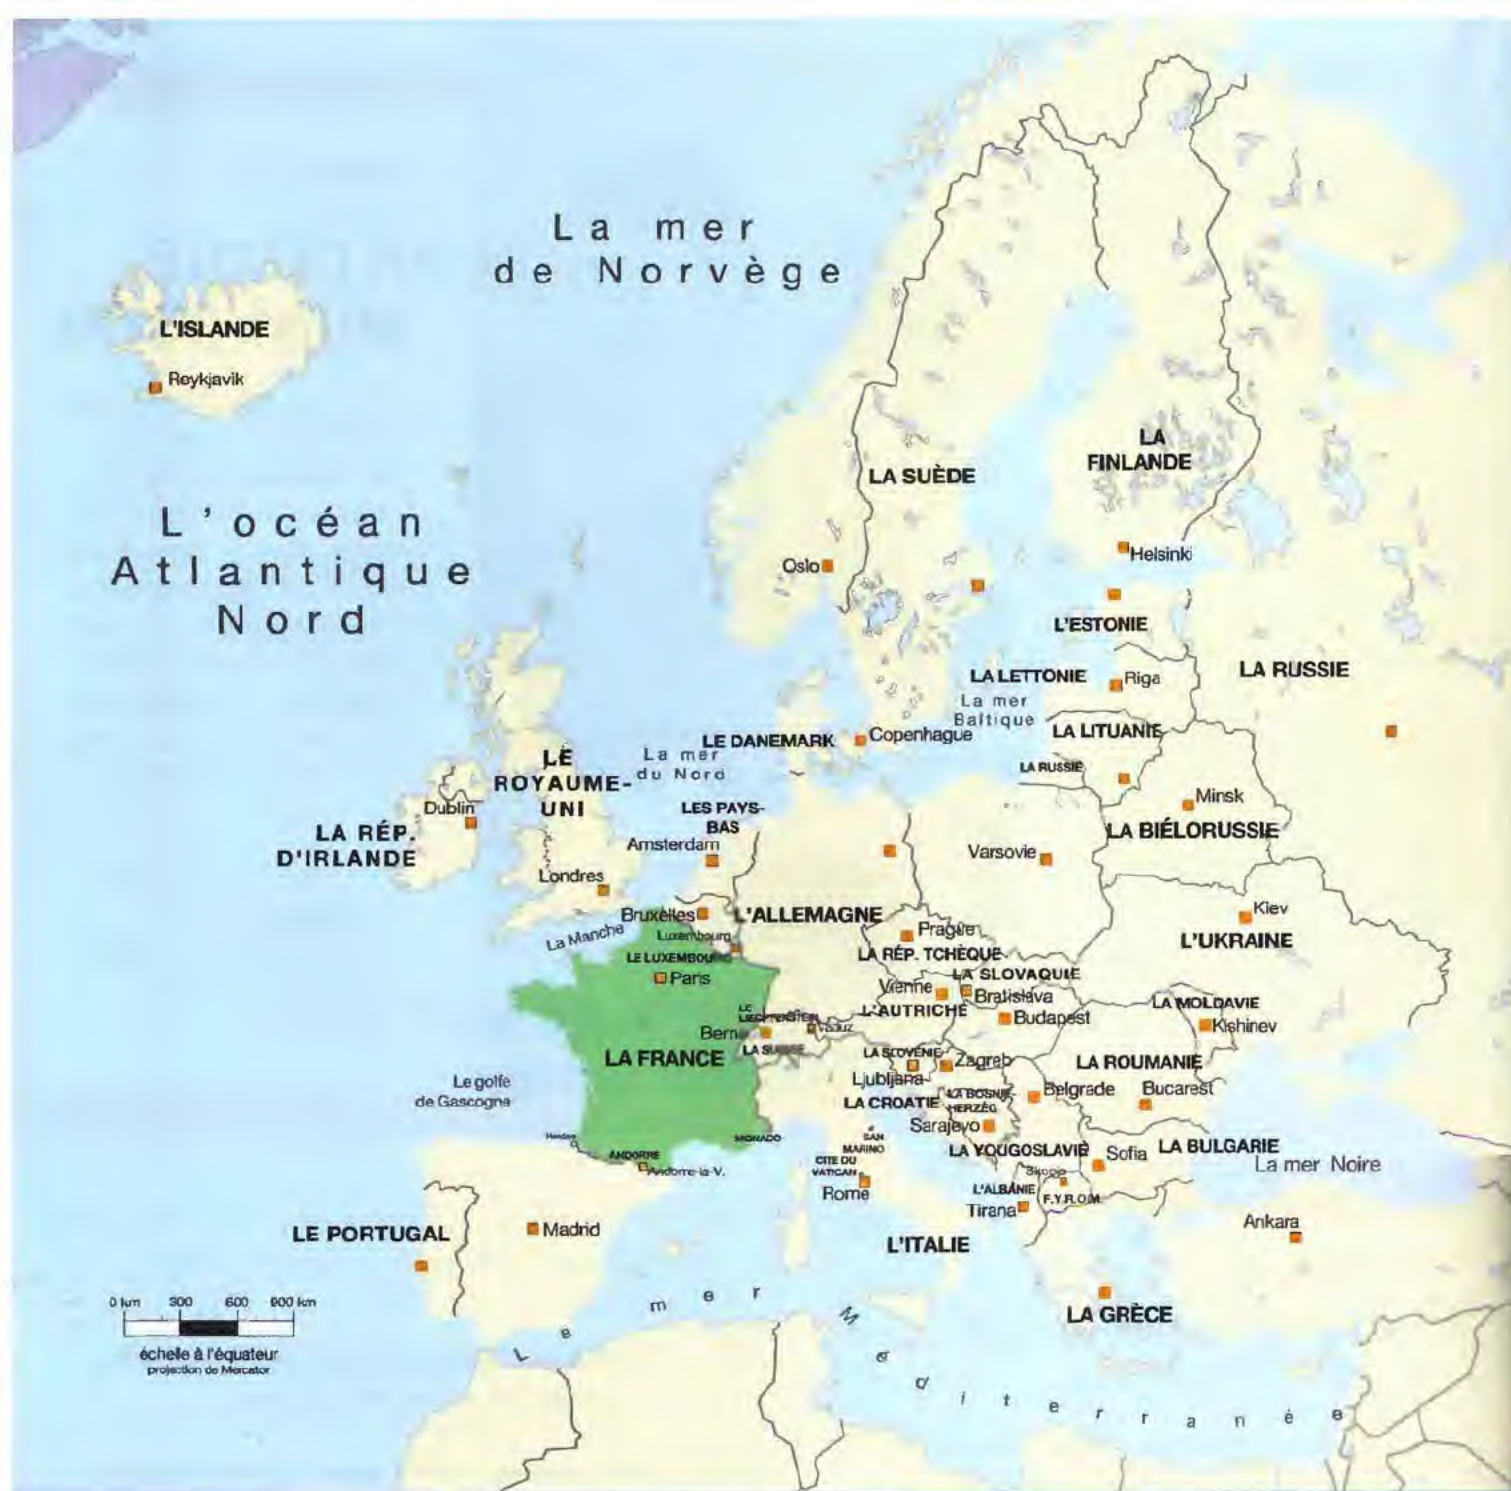 La mer
de Norvège
L'ISLANDE
Reykjavik
L'océan
Atlantique
Nord
LA SUÈDE
LA
FINLANDE
Oslo
Helsinki
L'ESTONIE
LA RUSSIE
LA LETTONIE
Riga
La mer
Baltique
LA LITUANIE
LE DANEMARK
Copenhague
La mer
du Nord
LE
ROYAUME-
UNI
LA RUSSIE
Minsk
LA BIÉLORUSSIE
Dublin
LA RÉP.
D'IRLANDE
LES PAYS-
BAS
Amsterdam
Varsovie
Londres
Bruxelles
L'ALLEMAGNE
Kiev
L'UKRAINE
La Manche
Luxembourg
LE LUXEMBOURG
Prague
LA RÉP. TCHÈQUE
LA SLOVAQUIE
Paris
Vienne
Bratislava
L'AUTRICHE
Budapest
LA MOLDAVIE
Kishinev
LE
LIECHTENSTEIN
Vaduz
Bern
LA SUISSE
LA FRANCE
LA SLOVÉNIE
Ljubljana
Zagreb
LA ROUMANIE
Le golfe
de Gascogne
LA CROATIE
LA BOSNIE-
HERZÉG.
Belgrade
Bucarest
Sarajevo
MONACO
SAN
MARINO
LA YOUGOSLAVIE
Sofia
LA BULGARIE
La mer Noire
ANDORRE
Andorre-la-V.
CITÉ DU
VATICAN
Rome
Skopje
L'ALBANIE
F.Y.R.O.M.
Tirana
Ankara
LE PORTUGAL
Madrid
L'ITALIE
LA GRÈCE
La mer Méditerranée
0 km 300 600 900 km
échelle à l'équateur
projection de Mercator